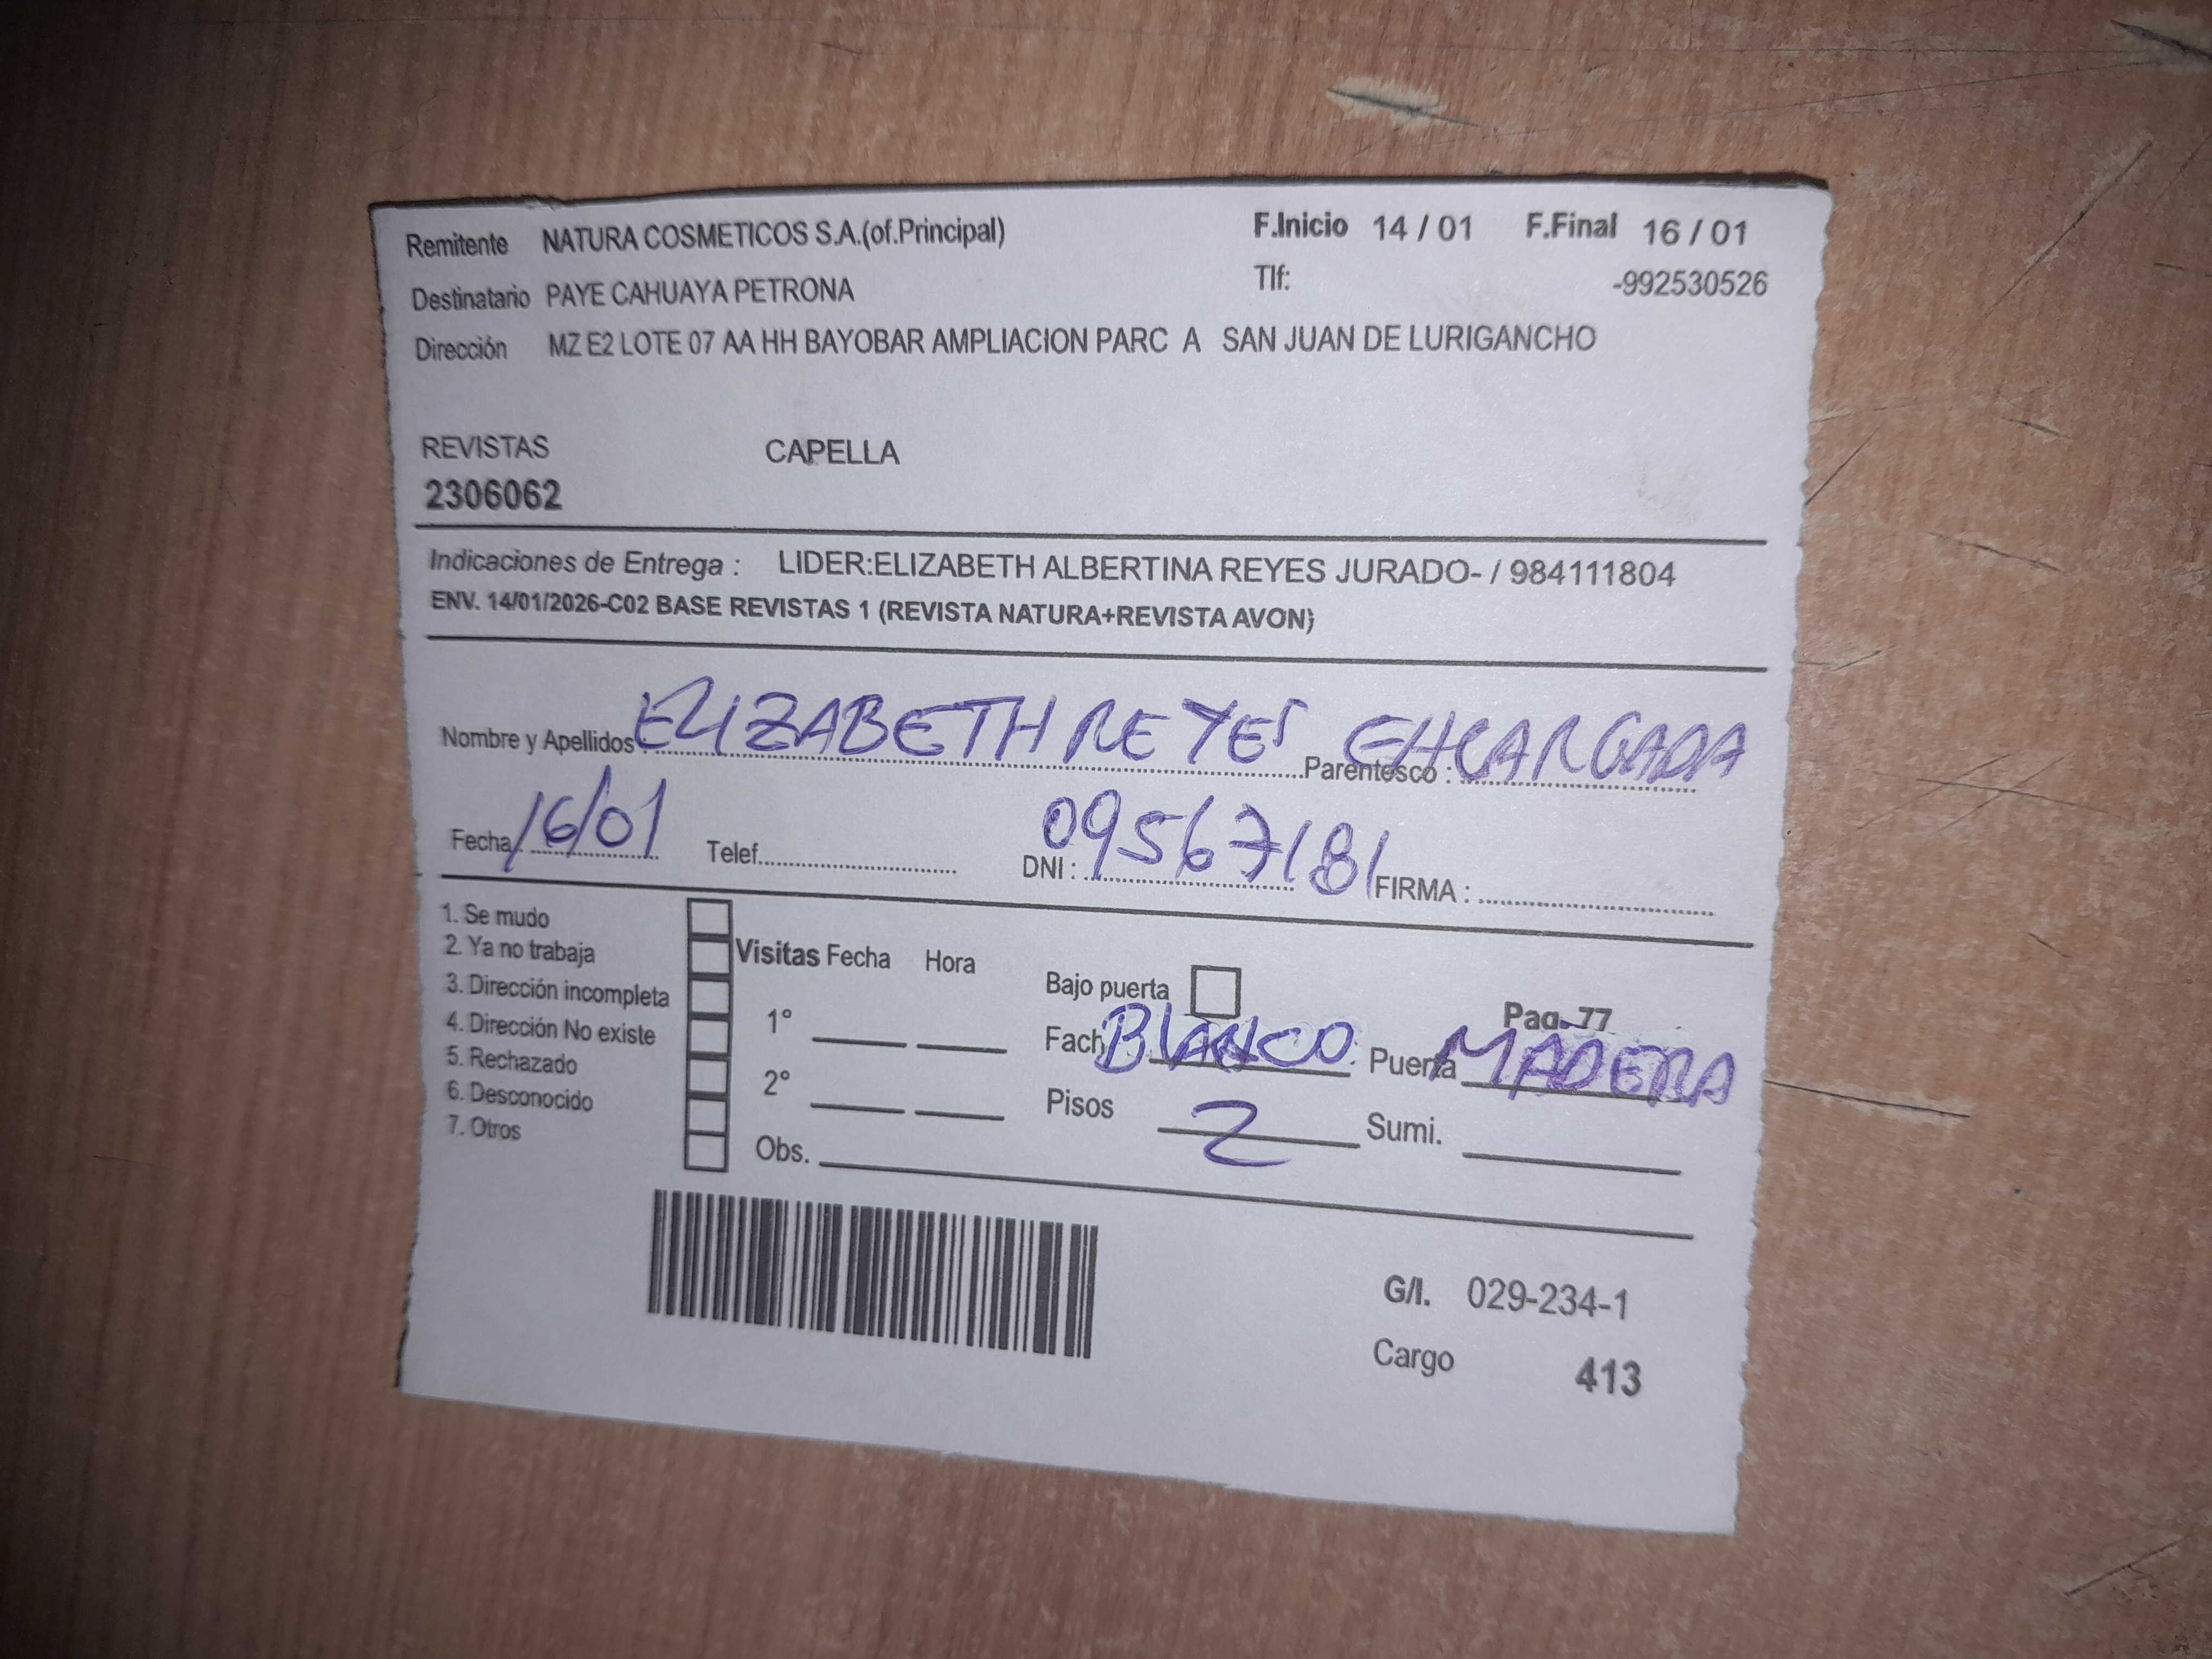 Remitente NATURA COSMETICOS S.A.(of.Principal) F.Inicio 14 / 01 F.Final 16 / 01
Destinatario PAYE CAHUAYA PETRONA Tlf: -992530526
Dirección MZ E2 LOTE 07 AA HH BAYOBAR AMPLIACION PARC A SAN JUAN DE LURIGANCHO
REVISTAS CAPELLA
2306062
Indicaciones de Entrega : LIDER:ELIZABETH ALBERTINA REYES JURADO- / 984111804
ENV. 14/01/2026-C02 BASE REVISTAS 1 (REVISTA NATURA+REVISTA AVON)
Nombre y Apellidos : ELIZABETH REYES Parentesco : ENCARGADA
Fecha : 16/01 Telef. DNI : 09567181 FIRMA :
1. Se mudo
2. Ya no trabaja
3. Dirección incompleta
4. Dirección No existe
5. Rechazado
6. Desconocido
7. Otros
Visitas Fecha Hora
1°
2°
Obs.
Bajo puerta
Pag. 77
Fach BLANCO Puerta MADERA
Pisos 2 Sumi.
G/I. 029-234-1
Cargo 413